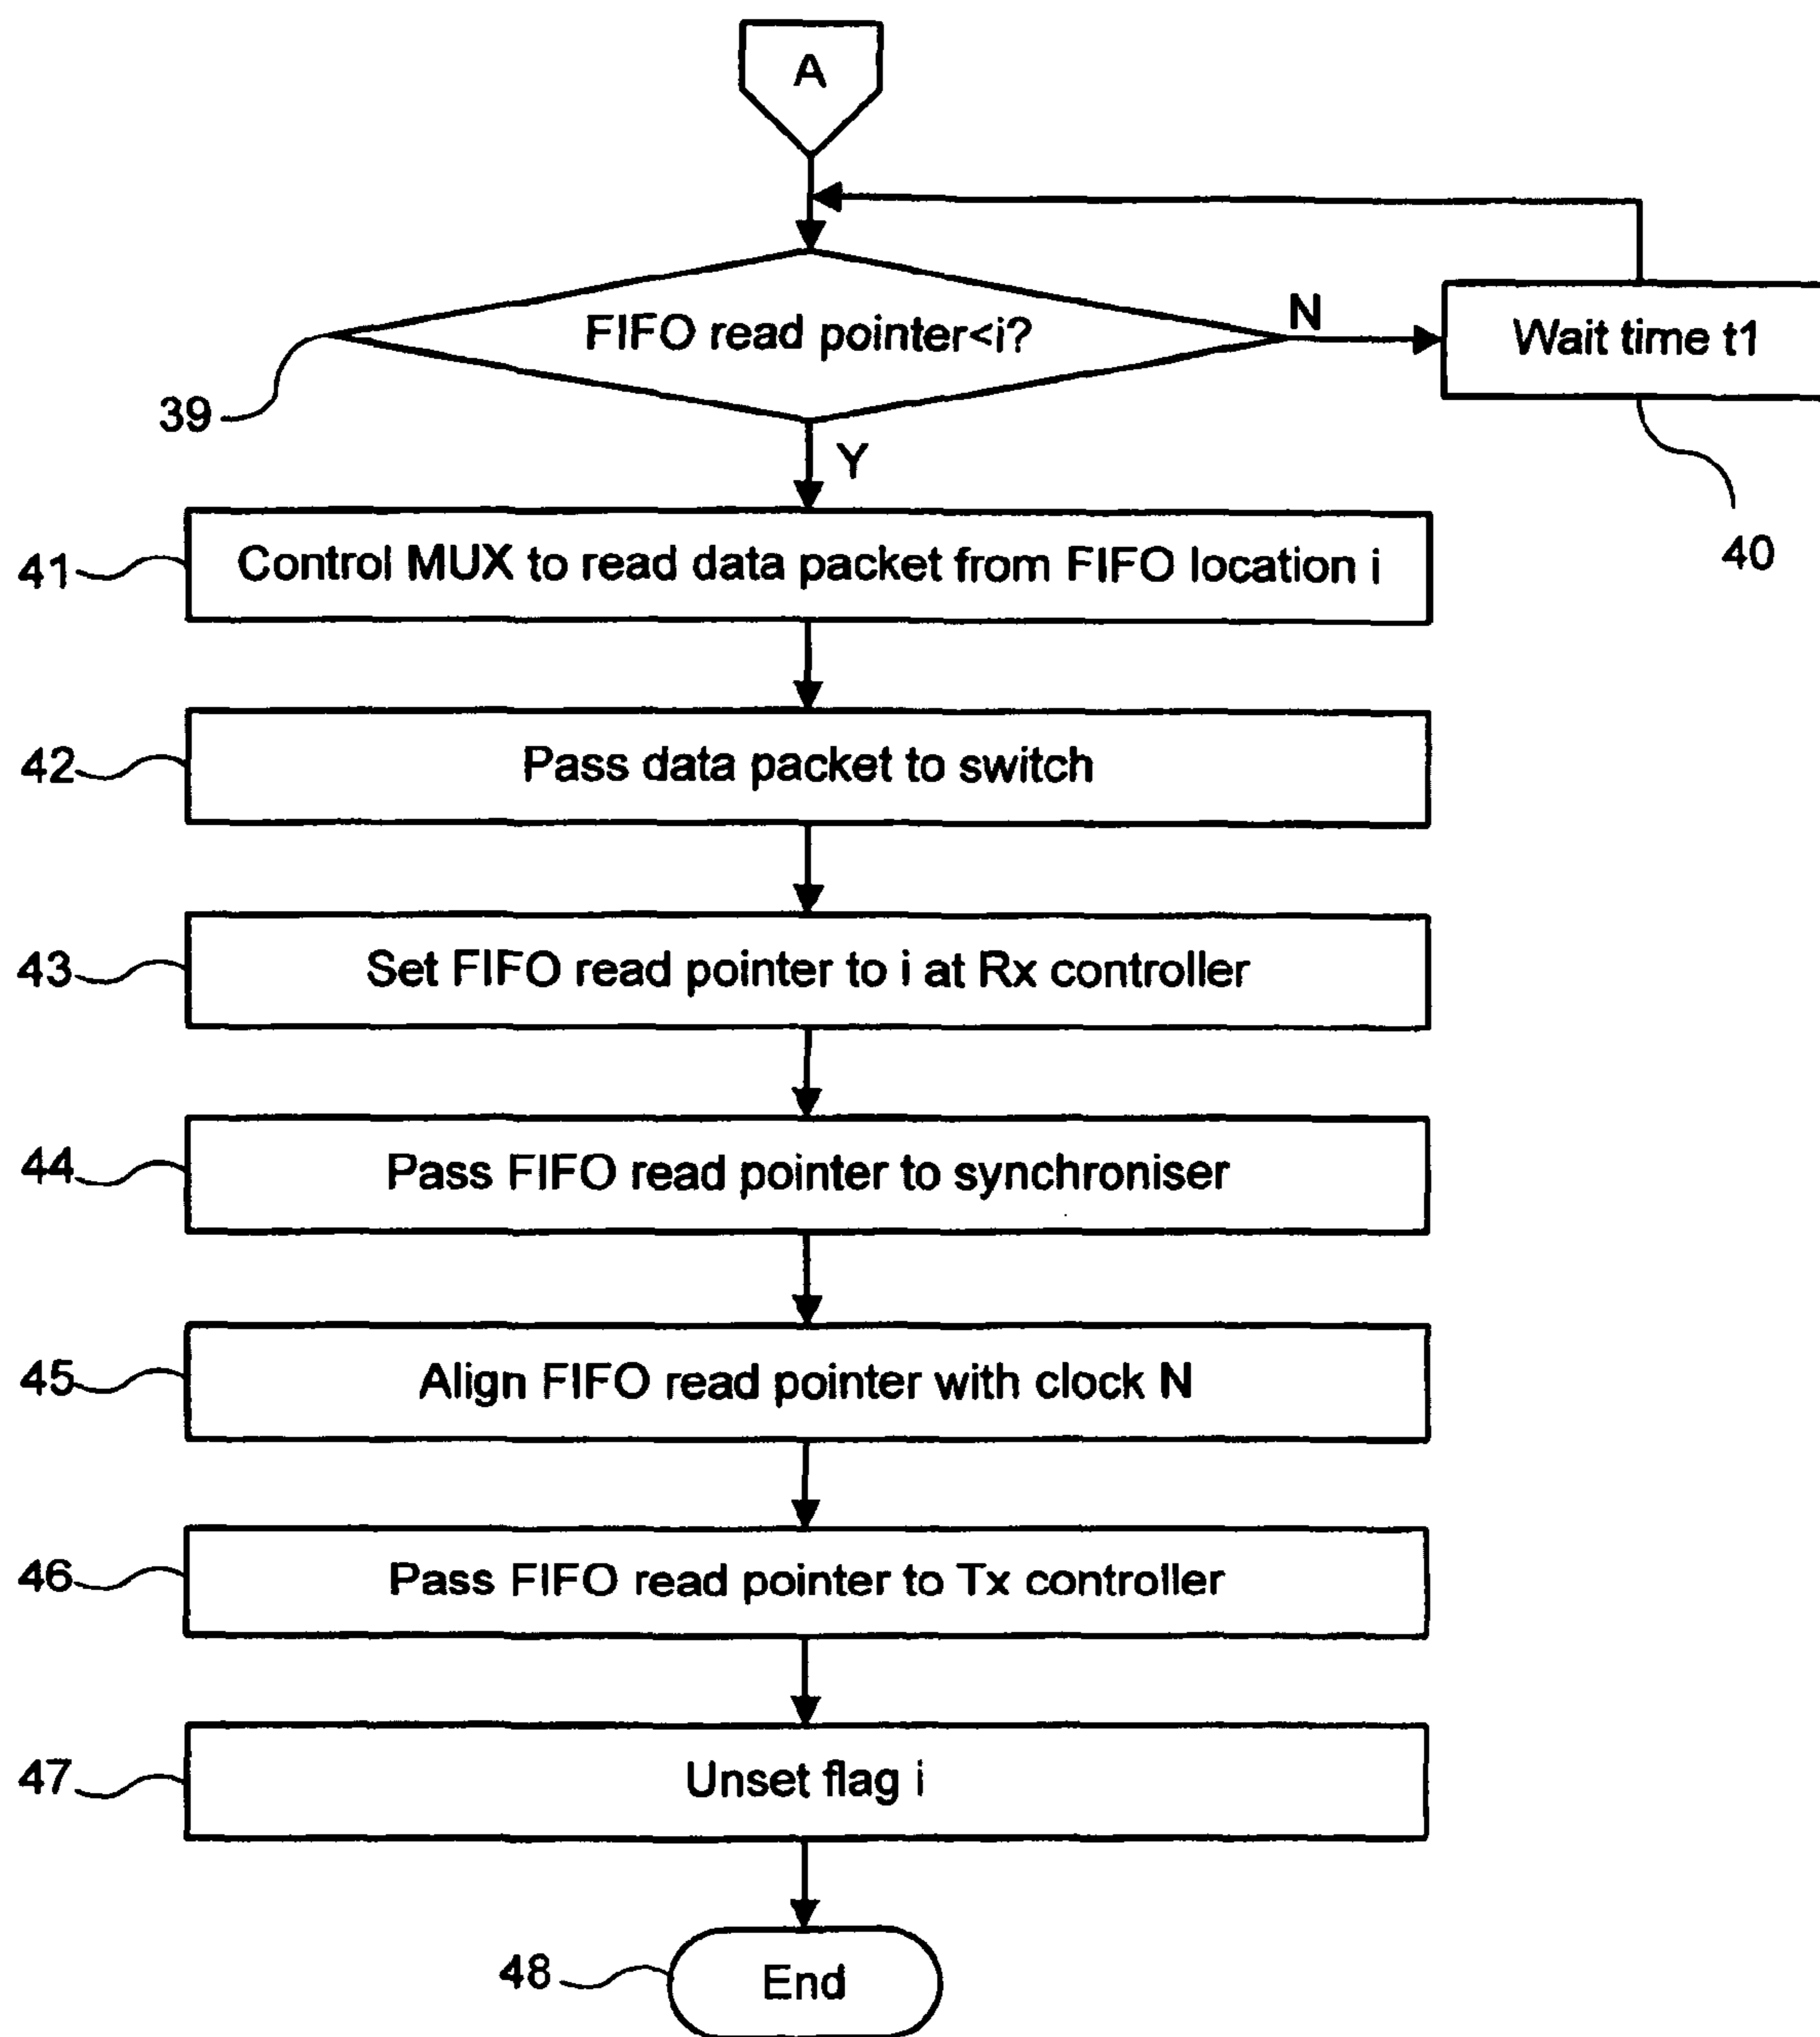 A
FIFO read pointer<i?
N
Wait time t1
39
Y
40
41
Control MUX to read data packet from FIFO location i
42
Pass data packet to switch
43
Set FIFO read pointer to i at Rx controller
44
Pass FIFO read pointer to synchroniser
45
Align FIFO read pointer with clock N
46
Pass FIFO read pointer to Tx controller
47
Unset flag i
48
End